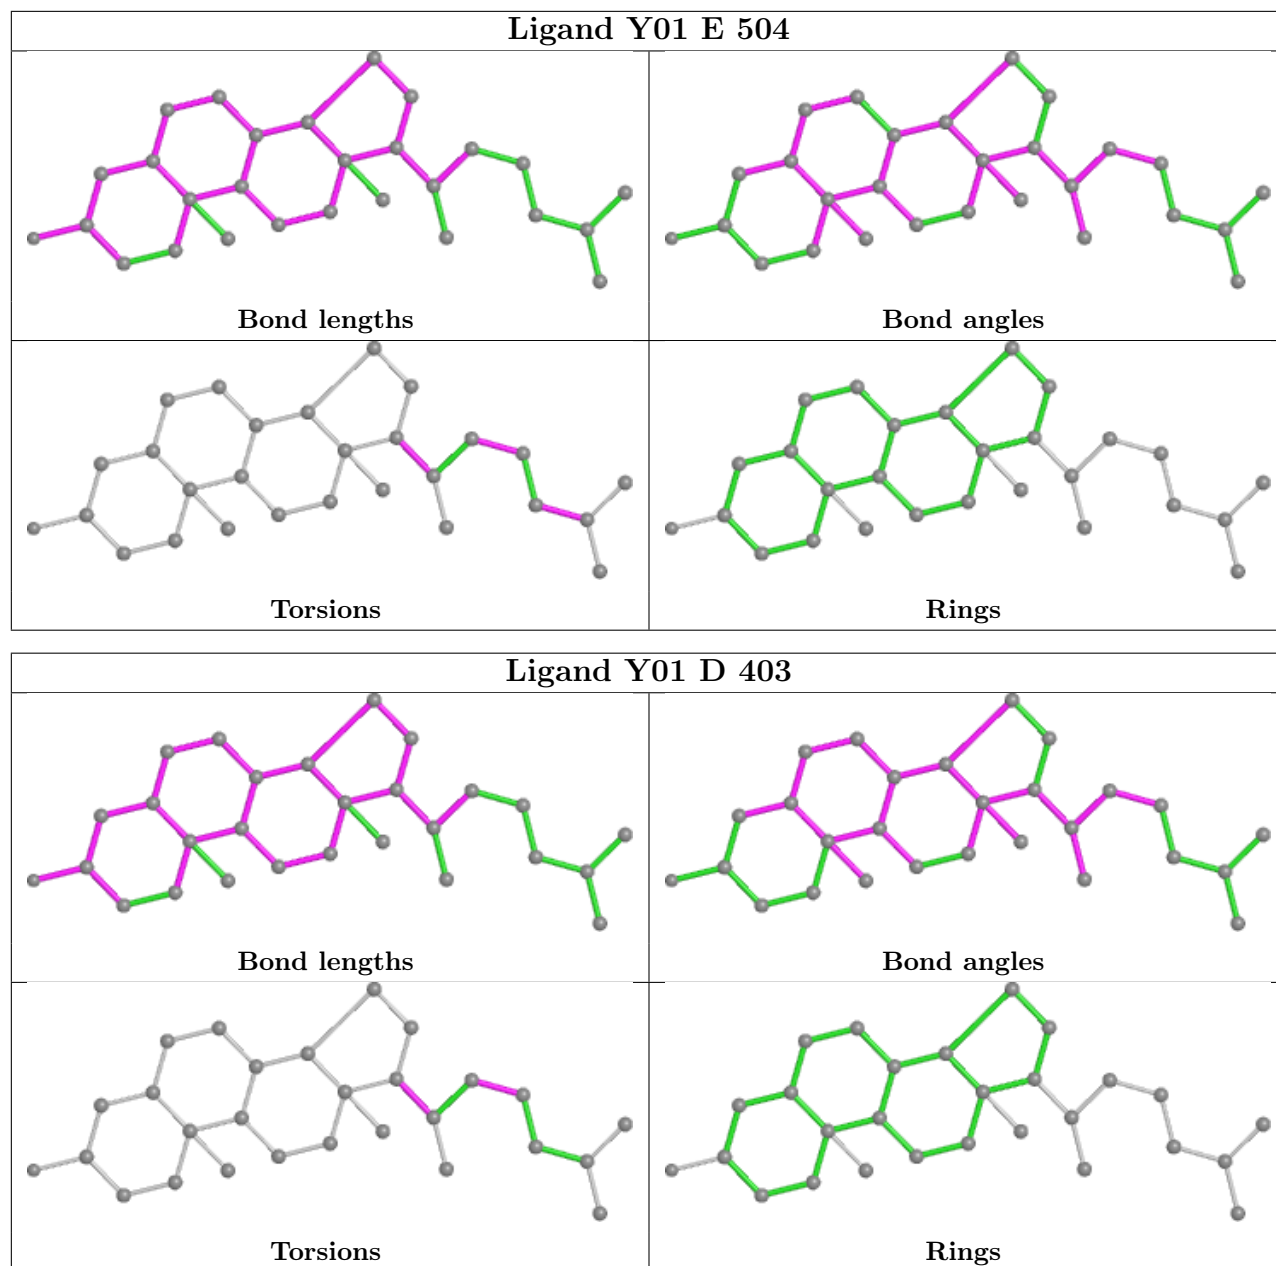 Ligand Y01 E 504
Bond lengths
Bond angles
Torsions
Rings
Ligand Y01 D 403
Bond lengths
Bond angles
Torsions
Rings